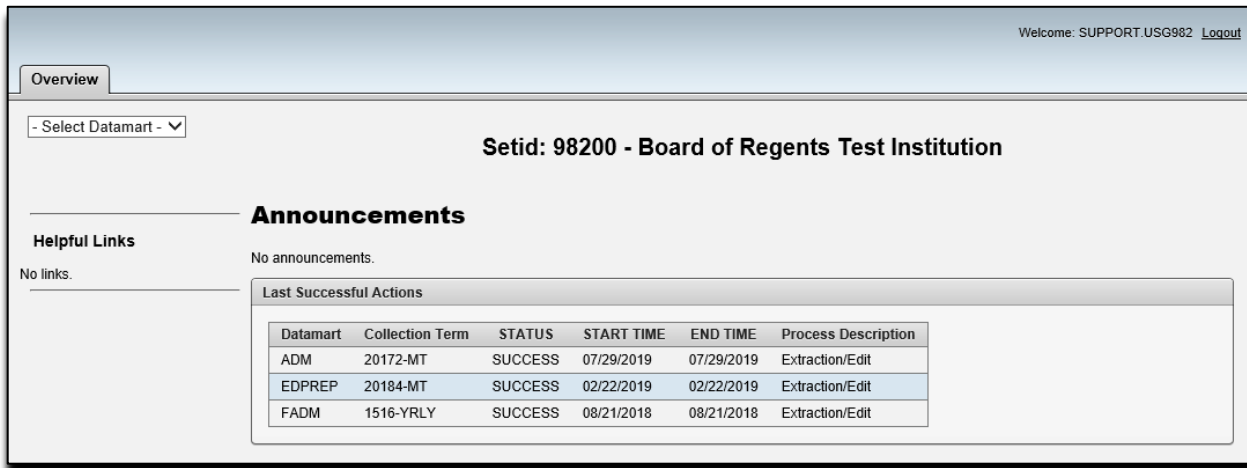 Welcome: SUPPORT.USG982 Logout
Overview
- Select Datamart -
Setid: 98200 - Board of Regents Test Institution
Helpful Links
No links.
Announcements
No announcements.
Last Successful Actions
Datamart Collection Term STATUS START TIME END TIME Process Description
ADM 20172-MT SUCCESS 07/29/2019 07/29/2019 Extraction/Edit
EDPREP 20184-MT SUCCESS 02/22/2019 02/22/2019 Extraction/Edit
FADM 1516-YRLY SUCCESS 08/21/2018 08/21/2018 Extraction/Edit